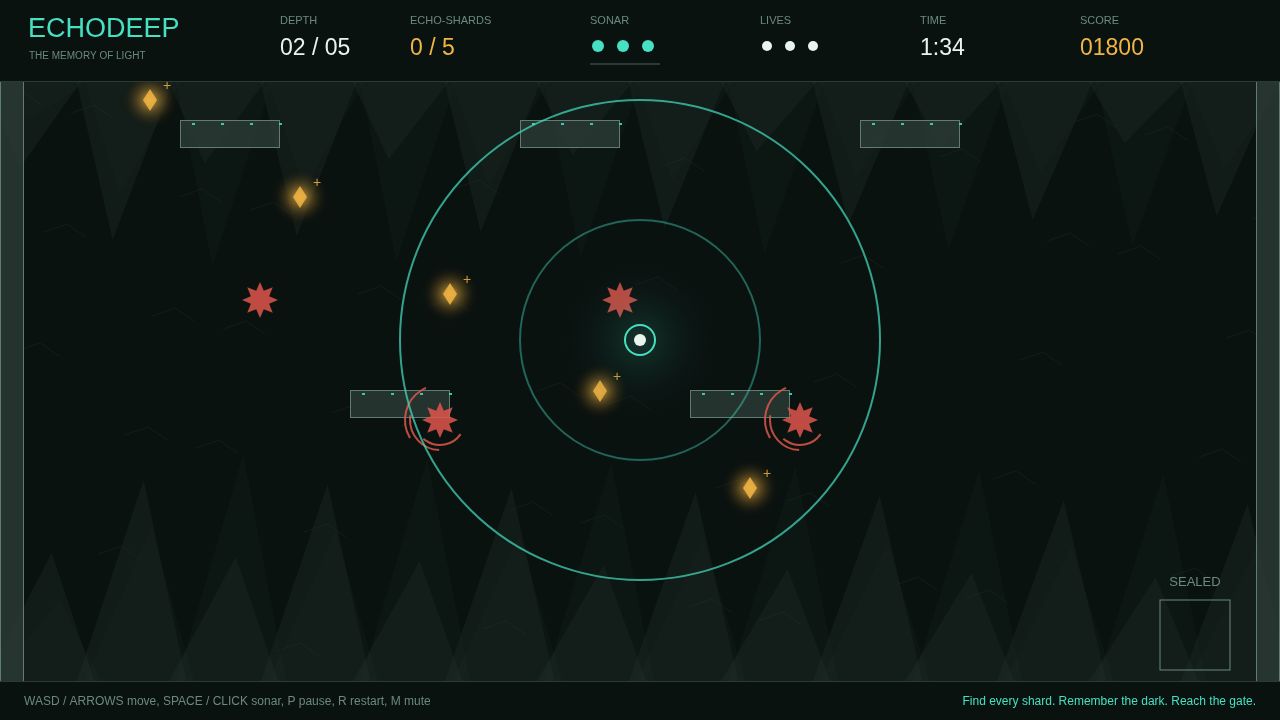 ECHODEEP
THE MEMORY OF LIGHT
DEPTH
02 / 05
ECHO-SHARDS
0 / 5
SONAR
LIVES
TIME
1:34
SCORE
01800
SEALED
WASD / ARROWS move, SPACE / CLICK sonar, P pause, R restart, M mute
Find every shard. Remember the dark. Reach the gate.